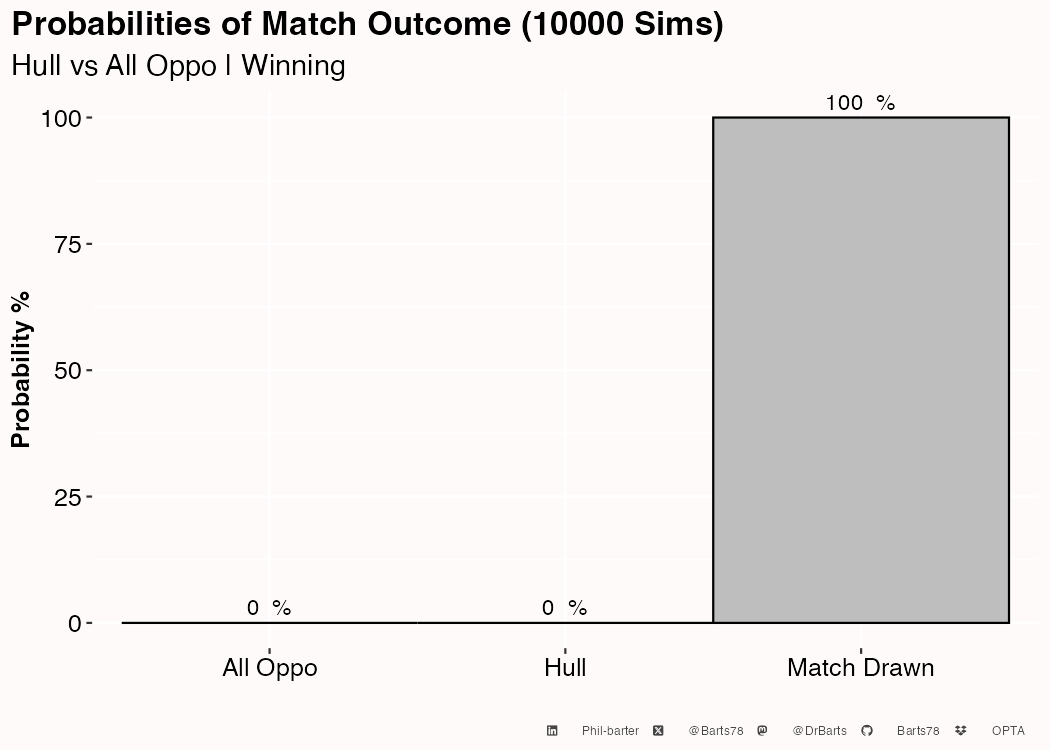 Probabilities of Match Outcome (10000 Sims)
Hull vs All Oppo | Winning
100 %
100
75
50
25
0
Probability %
0 %
0 %
All Oppo
Hull
Match Drawn
Phil-barter @Barts78 @DrBarts Barts78 OPTA